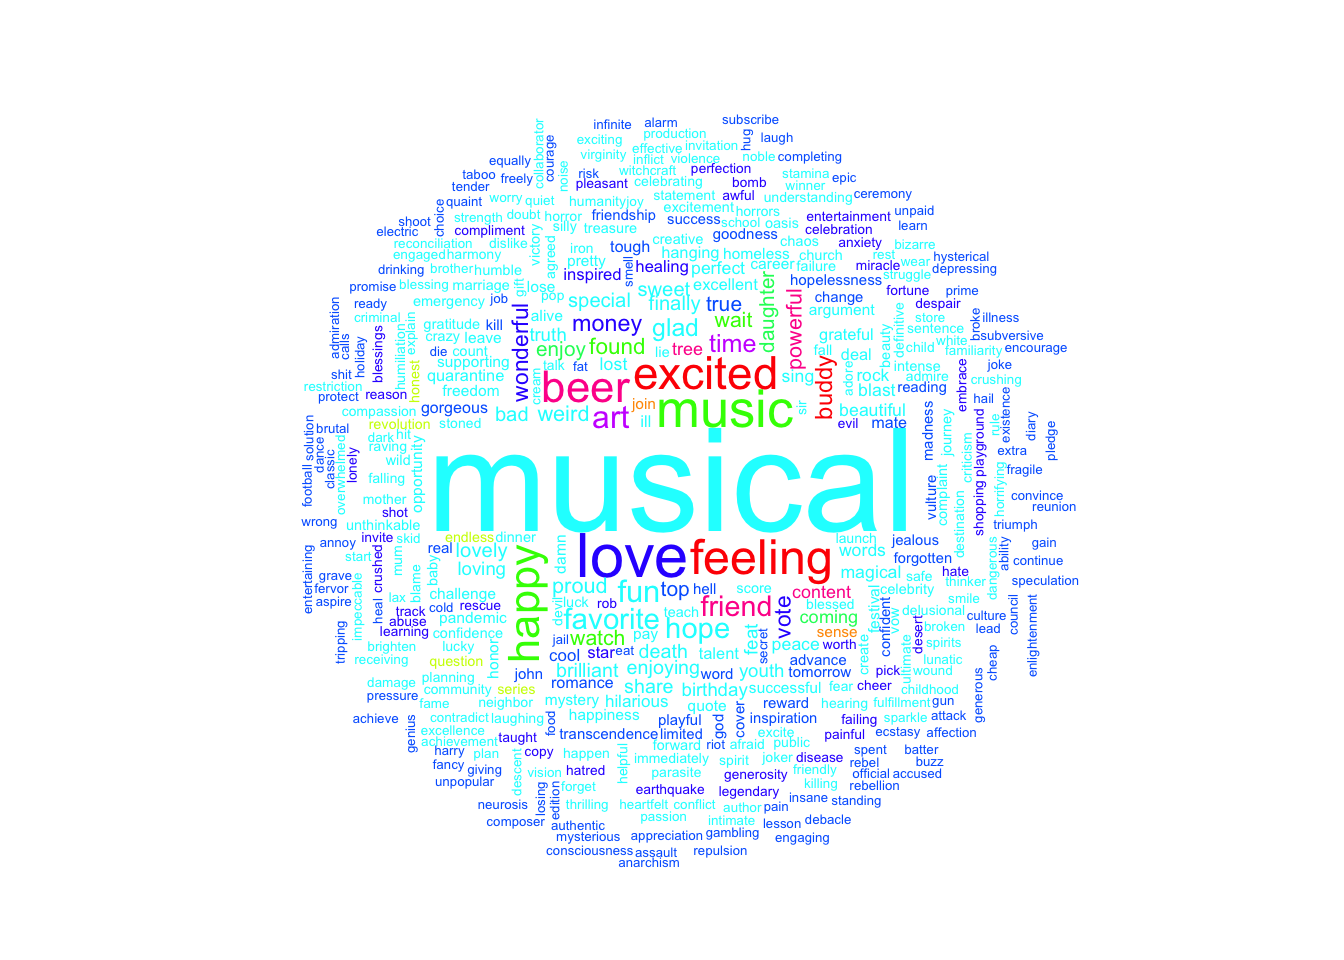 subscribe
infinite alarm
production
exciting
hug
laugh
collaborator
courage
effective invitation
virginity inflict violence noble completing
equally
noise
witchcraft perfection
taboo freely risk
tender pleasant celebrating bomb stamina epic
winner
quaint worry quiet humanity joy statement awful understanding ceremony
choice
shoot strength doubt horror friendship excitement horrors entertainment unpaid
electric compliment silly treasure success school oasis celebration learn
victory
reconciliation dislike agreed iron tough creative goodness chaos anxiety bizarre
engaged harmony pretty smell hanging homeless church rest wear hysterical
drinking brother humble inspired healing perfect career failure miracle struggle depressing
promise blessing marriage gift lose sweet excellent hopelessness fortune prime
ready emergency job pop special finally true daughter powerful change despair
admiration calls holiday criminal explain gratitude kill wonderful alive money glad wait argument store broke illness
humiliation crazy leave truth found time grateful beauty definitive sentence white subversive
blessings die count enjoy lie tree fall deal child familiarity encourage
shit honest supporting talk fat lost excited buddy adore intense joke
restriction quarantine cream beer sing rock admire embrace crushing
protect reason freedom blast reading hail
compassion gorgeous bad weird art join music sir beautiful existence diary
brutal revolution stoned ill evil mate madness rule extra pledge
football solution dance classic lonely overwhelmed dark hit
raving wild opportunity musical journey criticism shopping playground horrifying fragile
falling
mother vulture complaint convince
shot reunion
wrong unthinkable destination triumph
invite skid endless dinner launch jealous ability gain
annoy real lovely damn love feeling words forgotten
start mum baby loving magical safe hate dangerous continue
entertaining grave crushed blame happy thinker speculation
fervor impeccable heal lax challenge proud fun top hell score content celebrity smile
aspire track cold rescue luck rob friend blessed festival vow delusional culture council
abuse pandemic devil favorite teach vote coming confident broken desert lead enlightenment
learning confidence jail watch pay hope feat secret sense spirits
tripping brighten lucky honor star eat death peace worth create lunatic cheap
receiving question cool talent advance ultimate wound
damage planning john brilliant enjoying word youth tomorrow pick
pressure community series romance share birthday successful fear cheer childhood generous
fame neighbor mystery hilarious quote reward hearing fulfillment gun
achieve genius contradict laughing food happiness playful god cover inspiration failing sparkle attack
excellence transcendence limited excite painful ecstasy affection
achievement taught
harry plan copy happen helpful forward riot afraid public spent batter
fancy giving descent vision hatred immediately spirit joker disease rebel buzz
unpopular parasite generosity friendly official accused
losing edition forget earthquake legendary killing rebellion
neurosis thrilling heartfelt conflict author pain insane standing
composer passion intimate
authentic lesson debacle
mysterious appreciation gambling engaging
consciousness assault repulsion
anarchism